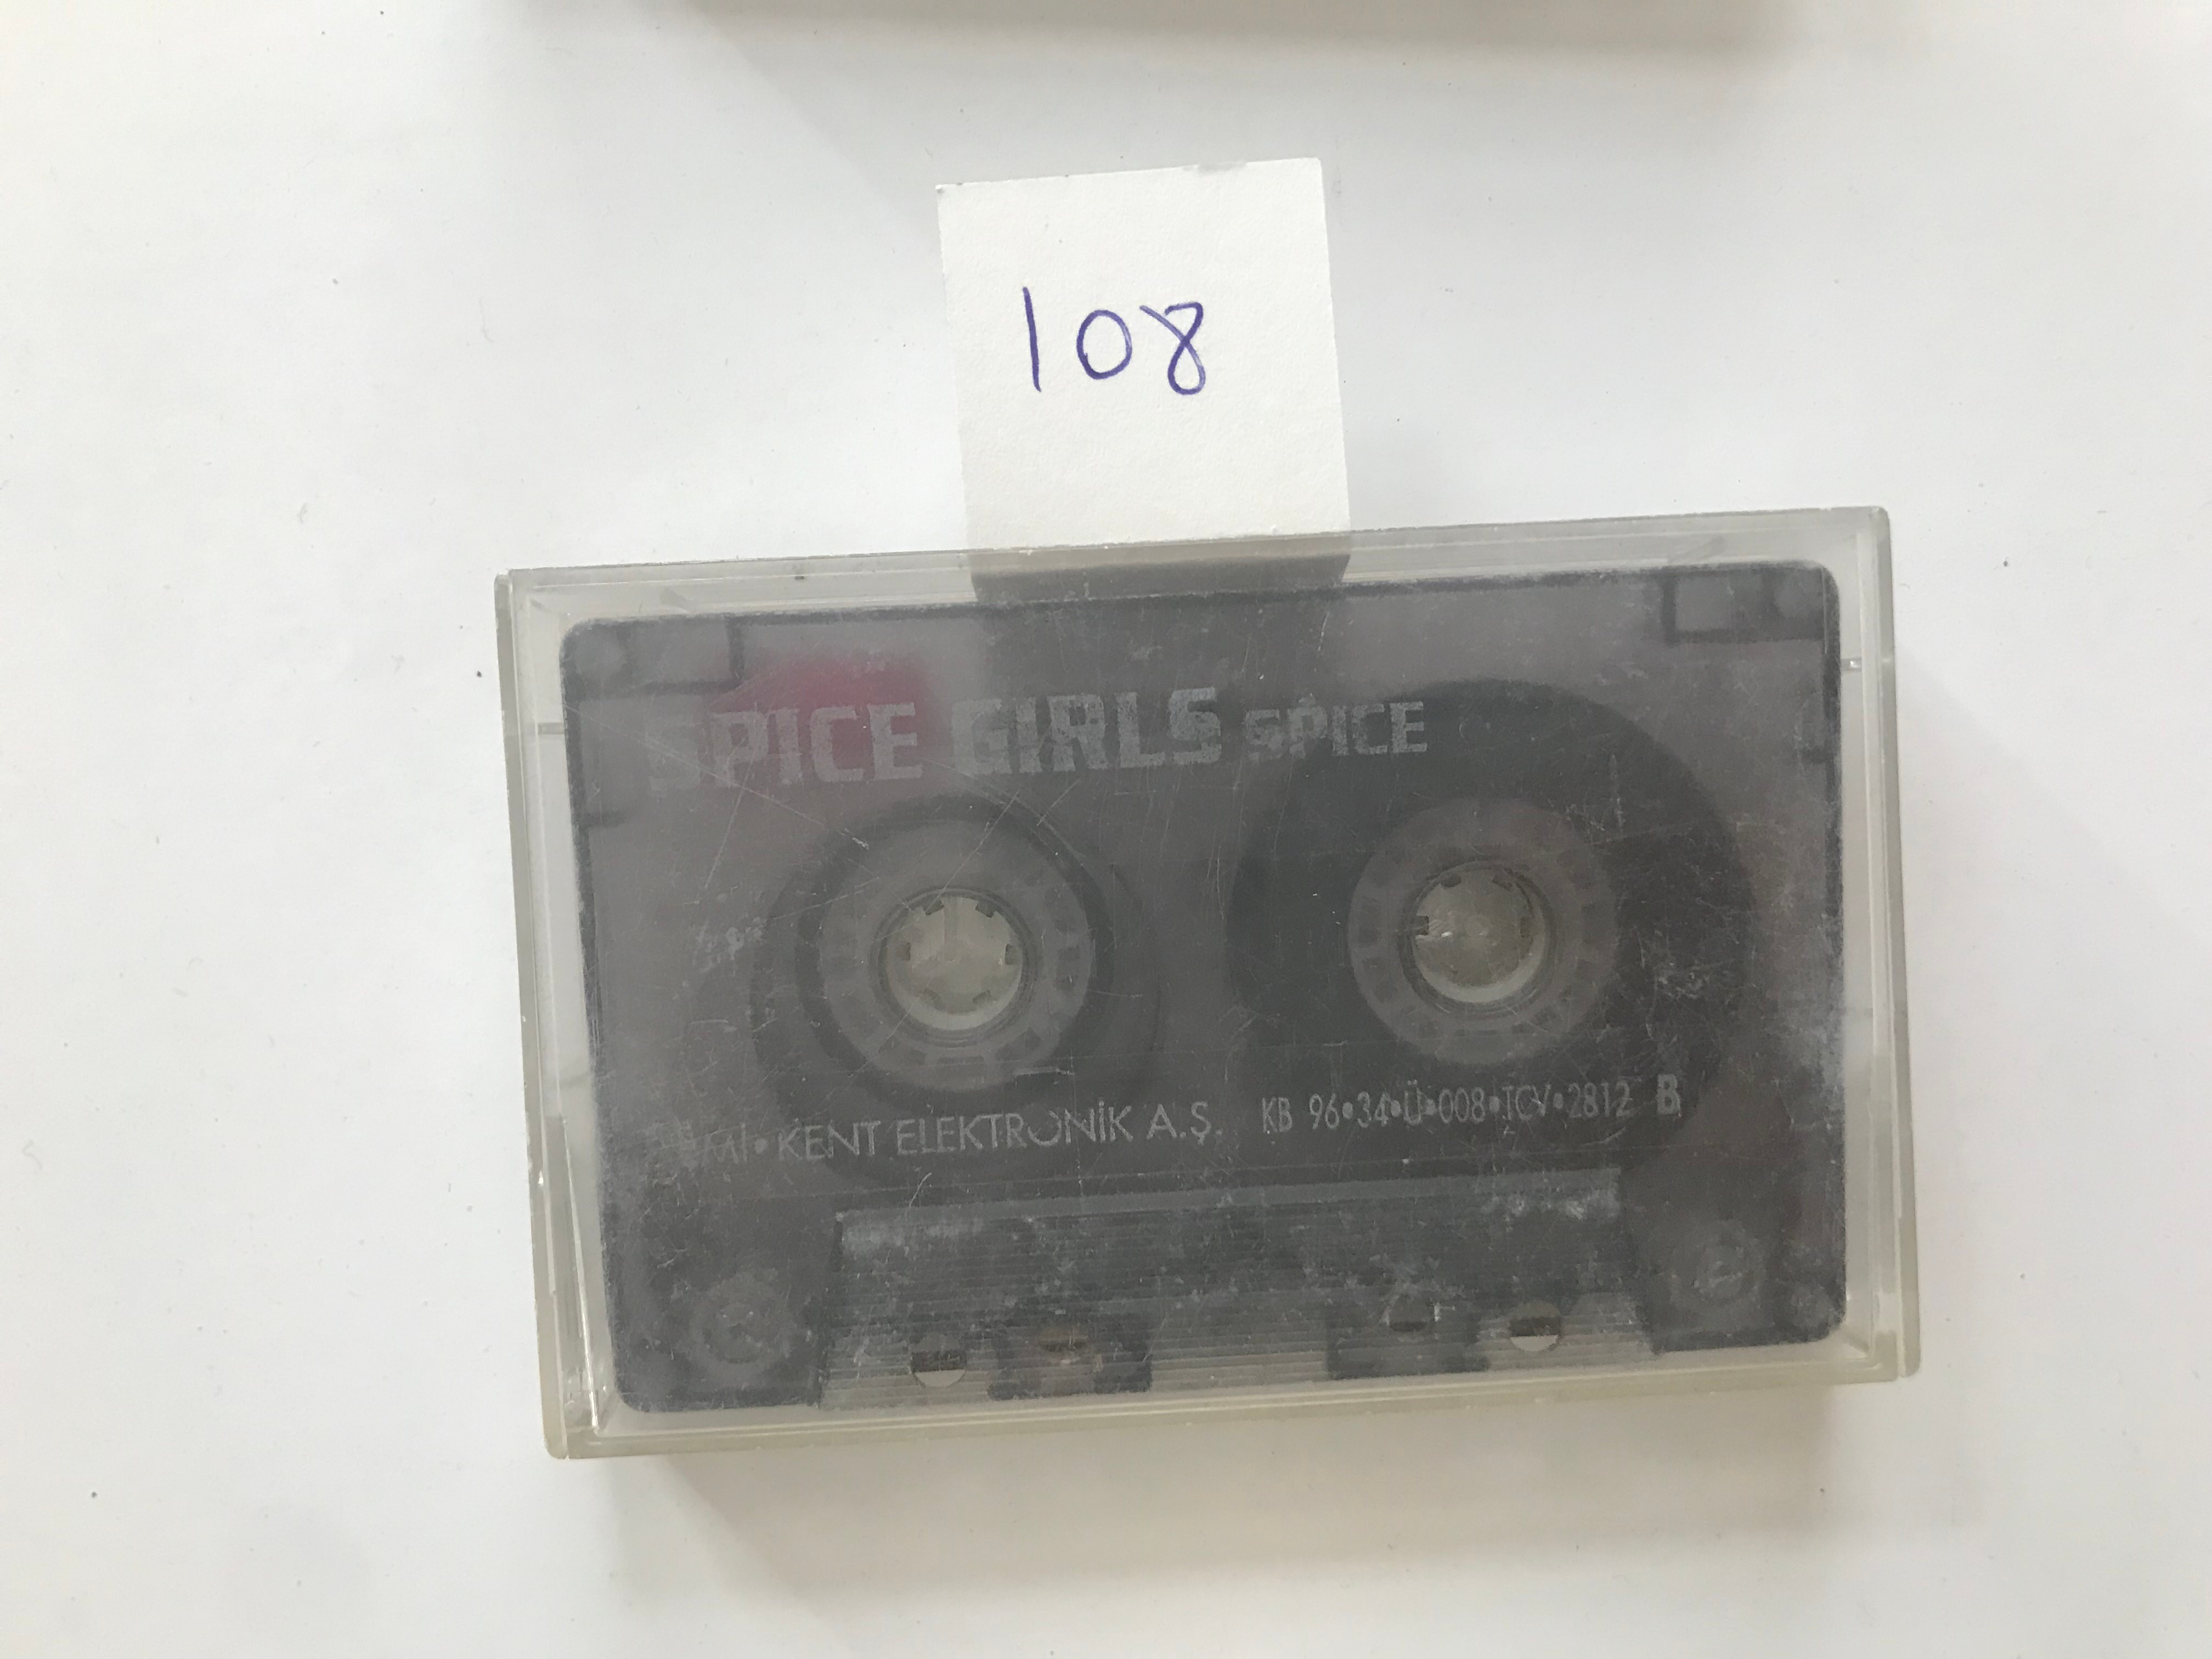 108
SPICE GIRLS SPICE
KENT ELEKTRONİK A.Ş. KB 96•34•Ü•008•TCV•2812 B